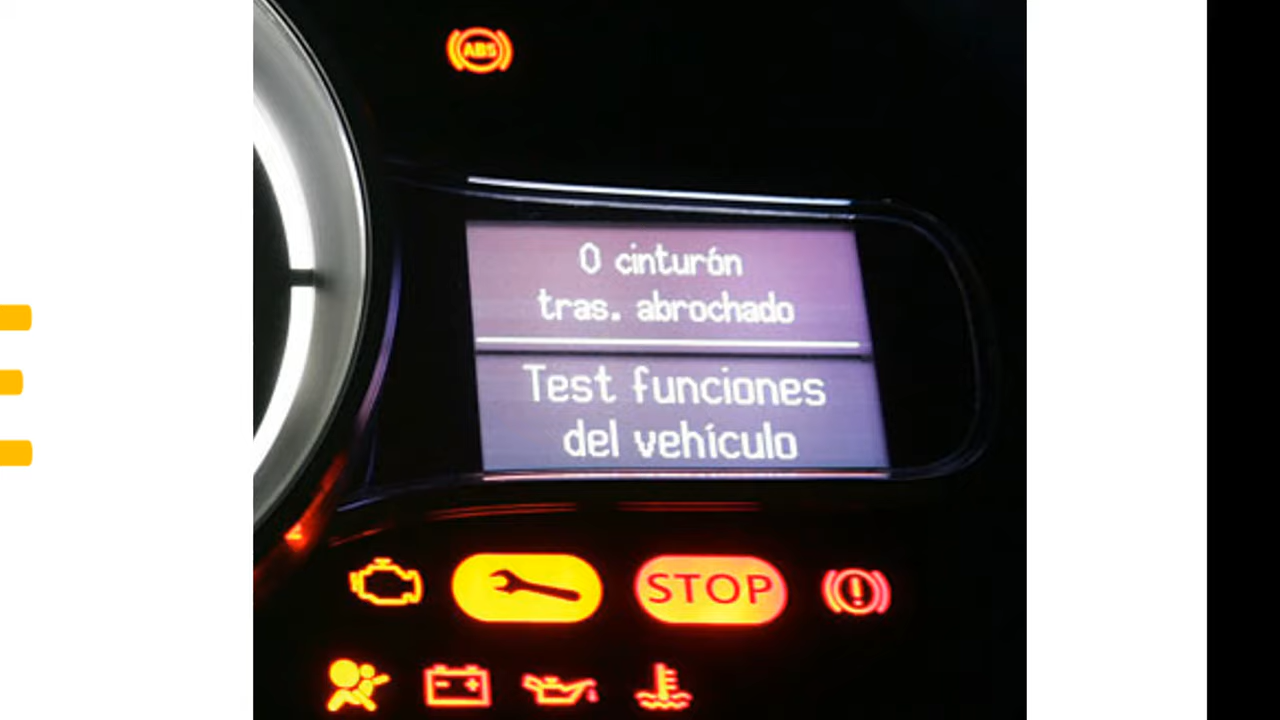 ABS
0 cinturón
tras. abrochado
Test funciones
del vehículo
STOP